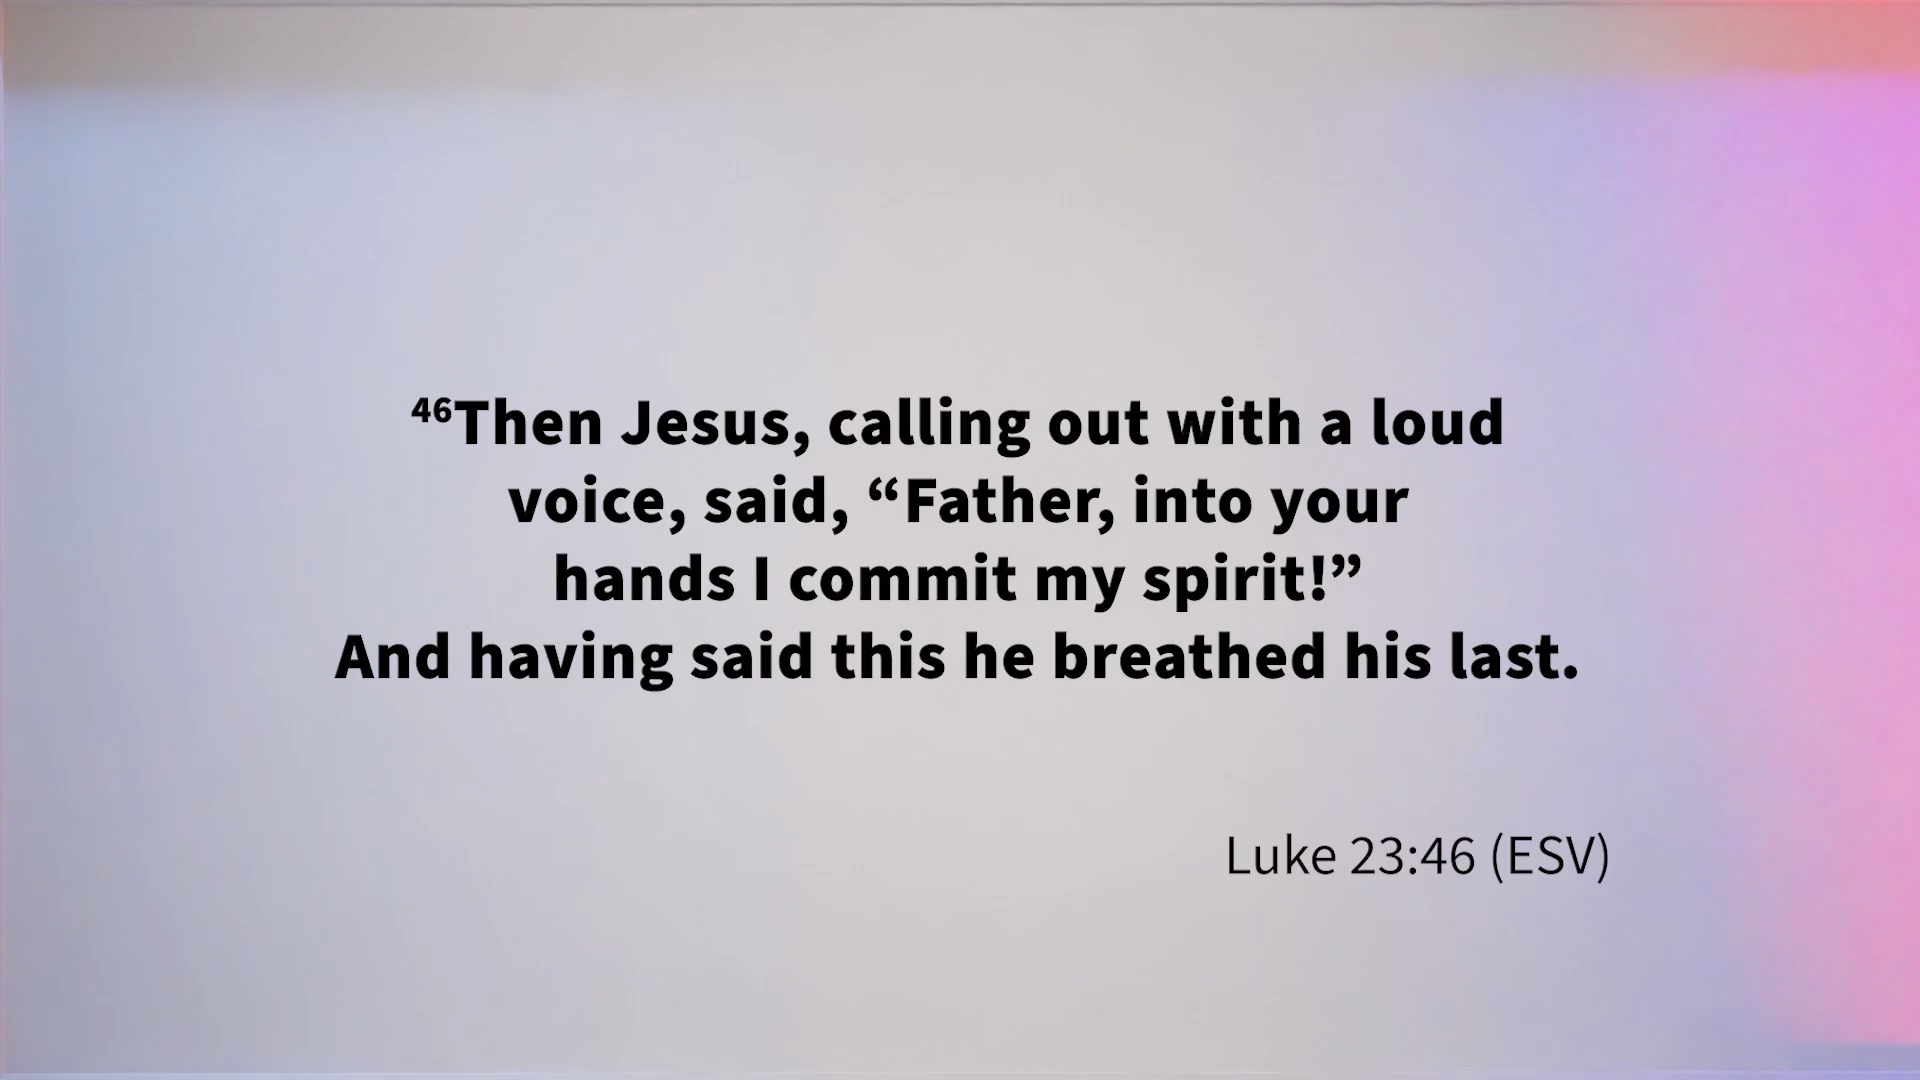 ⁴⁶Then Jesus, calling out with a loud
voice, said, “Father, into your
hands I commit my spirit!”
And having said this he breathed his last.
Luke 23:46 (ESV)